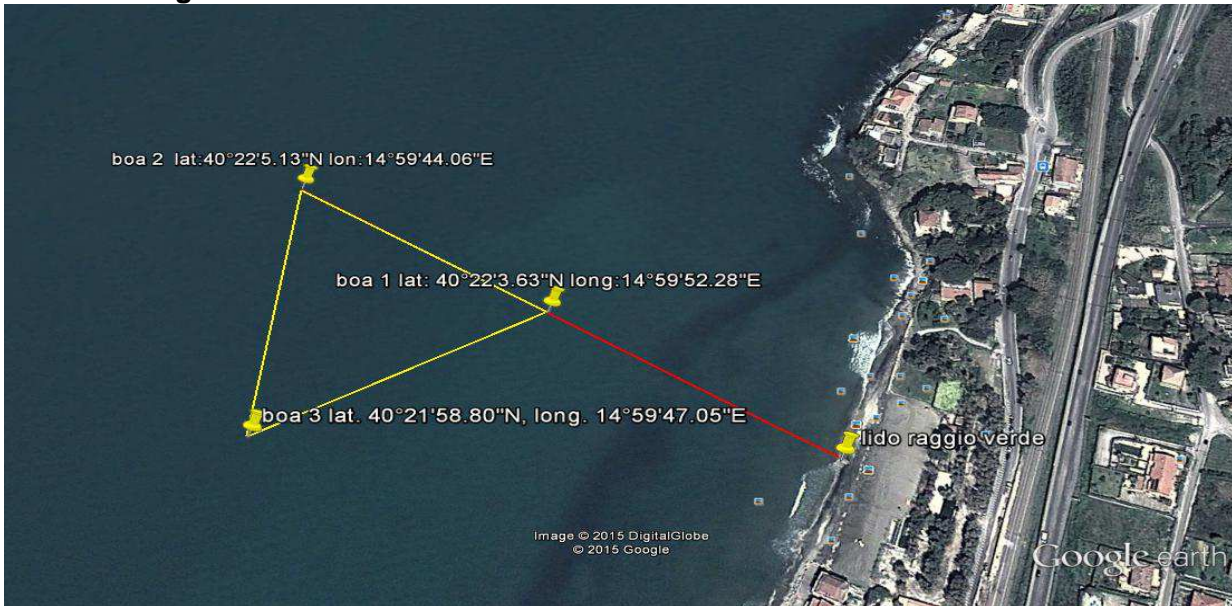 boa 2 lat:40°22'5.13"N lon:14°59'44.06"E
boa 1 lat: 40°22'3.63"N long:14°59'52.28"E
boa 3 lat. 40°21'58.80"N, long. 14°59'47.05"E
lido raggio verde
Image © 2015 DigitalGlobe
© 2015 Google
Google earth